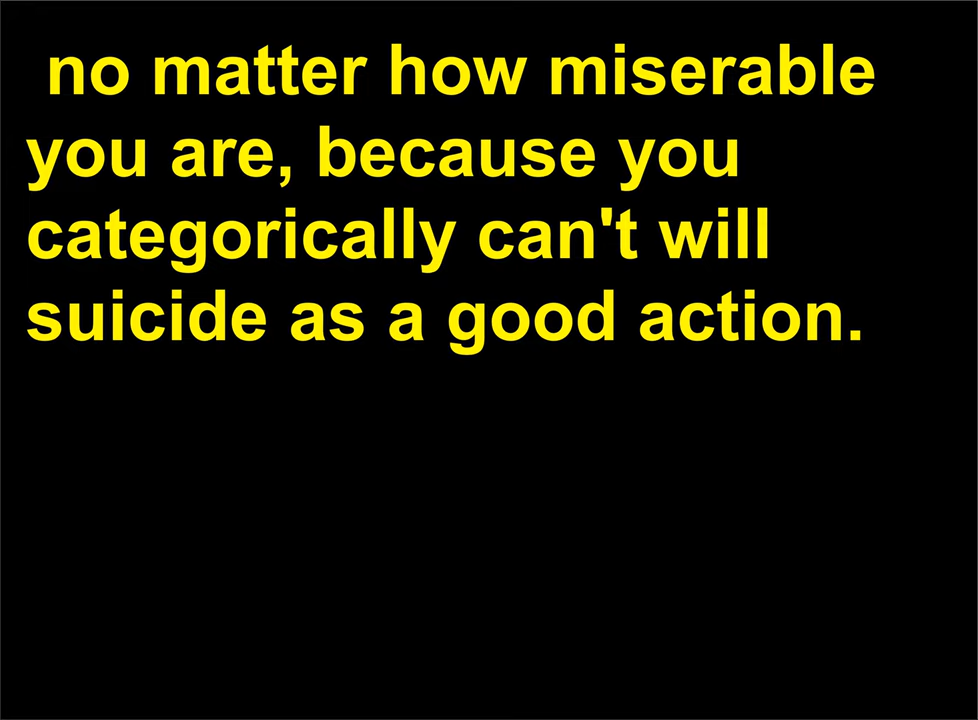 no matter how miserable
you are, because you
categorically can't will
suicide as a good action.